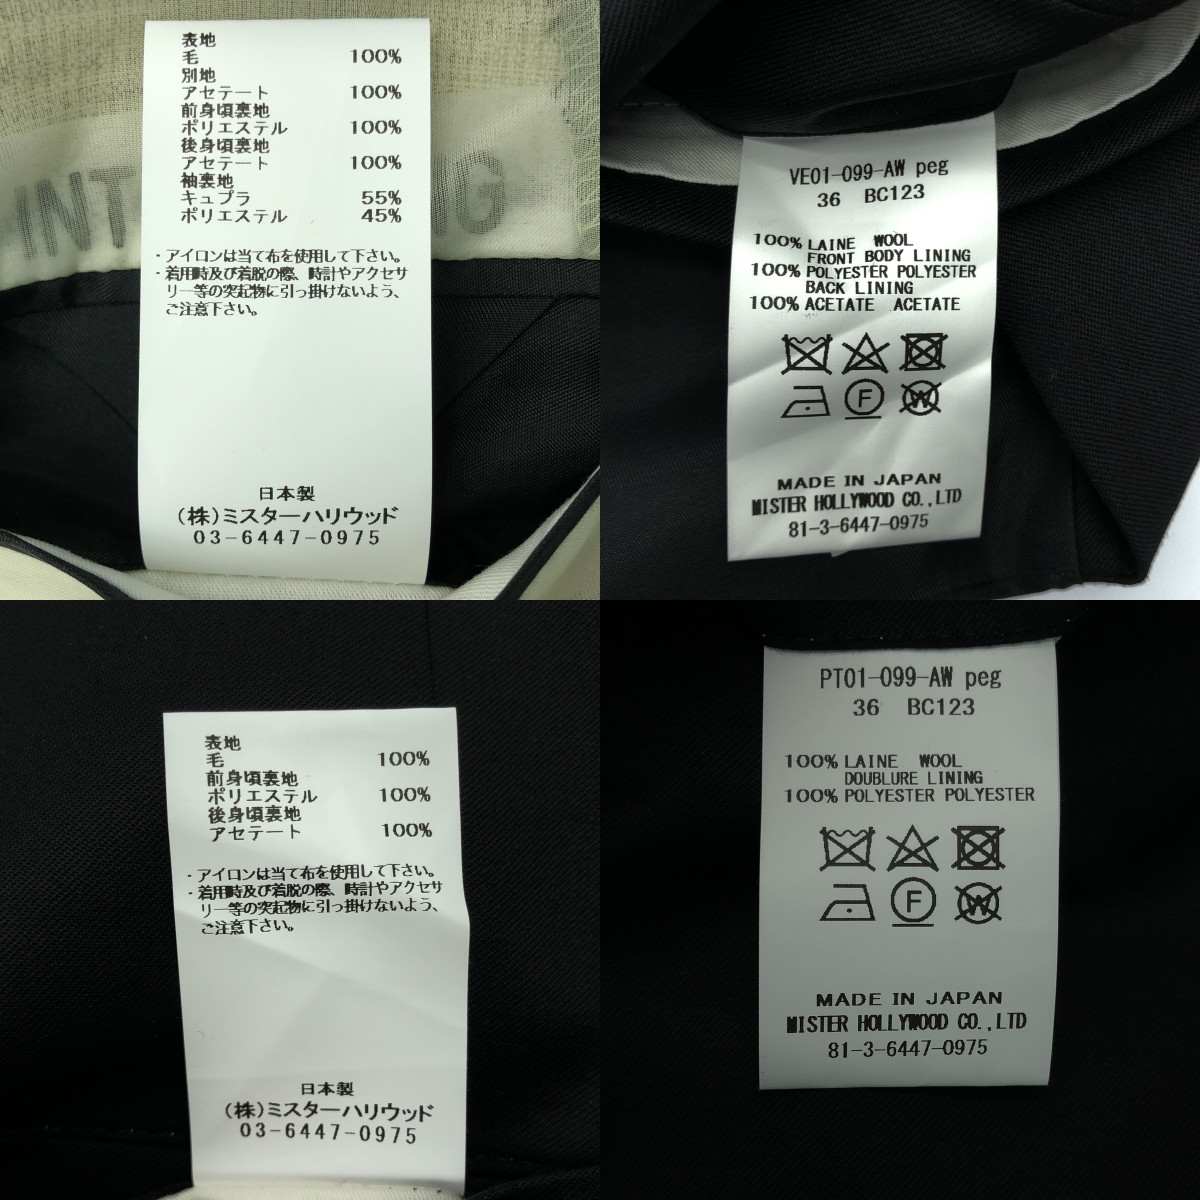 表地
毛 100%
別地
アセテート 100%
前身頃裏地
ポリエステル 100%
後身頃裏地
アセテート 100%
袖裏地
キュプラ 55%
ポリエステル 45%
・アイロンは当て布を使用して下さい。
・着用時及び着脱の際、時計やアクセサ
リー等の突起物に引っ掛けないよう、
ご注意下さい。
日本製
(株)ミスターハリウッド
03-6447-0975
VE01-099-AW peg
36 BC123
100% LAINE WOOL
FRONT BODY LINING
100% POLYESTER POLYESTER
BACK LINING
100% ACETATE ACETATE
F
W
MADE IN JAPAN
MISTER HOLLYWOOD CO.,LTD
81-3-6447-0975
表地
毛 100%
前身頃裏地
ポリエステル 100%
後身頃裏地
アセテート 100%
・アイロンは当て布を使用して下さい。
・着用時及び着脱の際、時計やアクセサ
リー等の突起物に引っ掛けないよう、
ご注意下さい。
日本製
(株)ミスターハリウッド
03-6447-0975
PT01-099-AW peg
36 BC123
100% LAINE WOOL
DOUBLURE LINING
100% POLYESTER POLYESTER
F
W
MADE IN JAPAN
MISTER HOLLYWOOD CO.,LTD
81-3-6447-0975